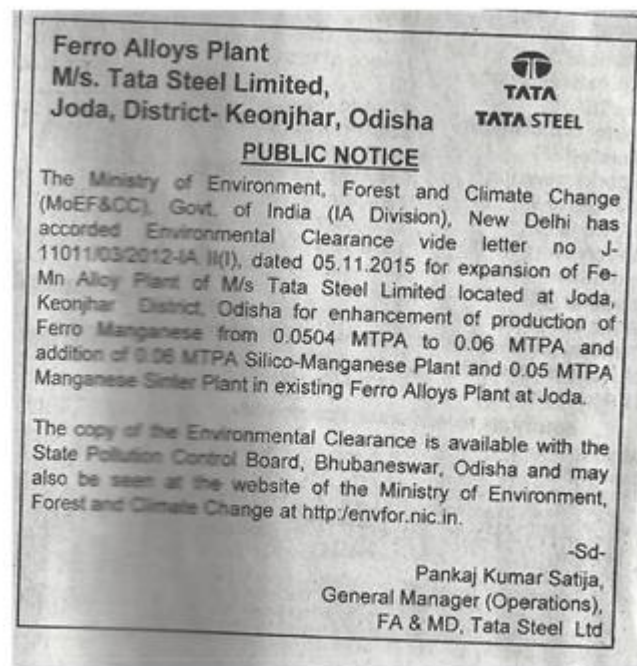 Ferro Alloys Plant
M/s. Tata Steel Limited,
Joda, District- Keonjhar, Odisha
TATA
TATA STEEL
PUBLIC NOTICE
The Ministry of Environment, Forest and Climate Change
(MoEF&CC), Govt. of India (IA Division), New Delhi has
accorded Environmental Clearance vide letter no J-
11011/03/2012-IA II(I), dated 05.11.2015 for expansion of Fe-
Mn Alloy Plant of M/s Tata Steel Limited located at Joda,
Keonjhar District, Odisha for enhancement of production of
Ferro Manganese from 0.0504 MTPA to 0.06 MTPA and
addition of 0.06 MTPA Silico-Manganese Plant and 0.05 MTPA
Manganese Sinter Plant in existing Ferro Alloys Plant at Joda.
The copy of the Environmental Clearance is available with the
State Pollution Control Board, Bhubaneswar, Odisha and may
also be seen at the website of the Ministry of Environment,
Forest and Climate Change at http:/envfor.nic.in.
-Sd-
Pankaj Kumar Satija,
General Manager (Operations),
FA & MD, Tata Steel Ltd